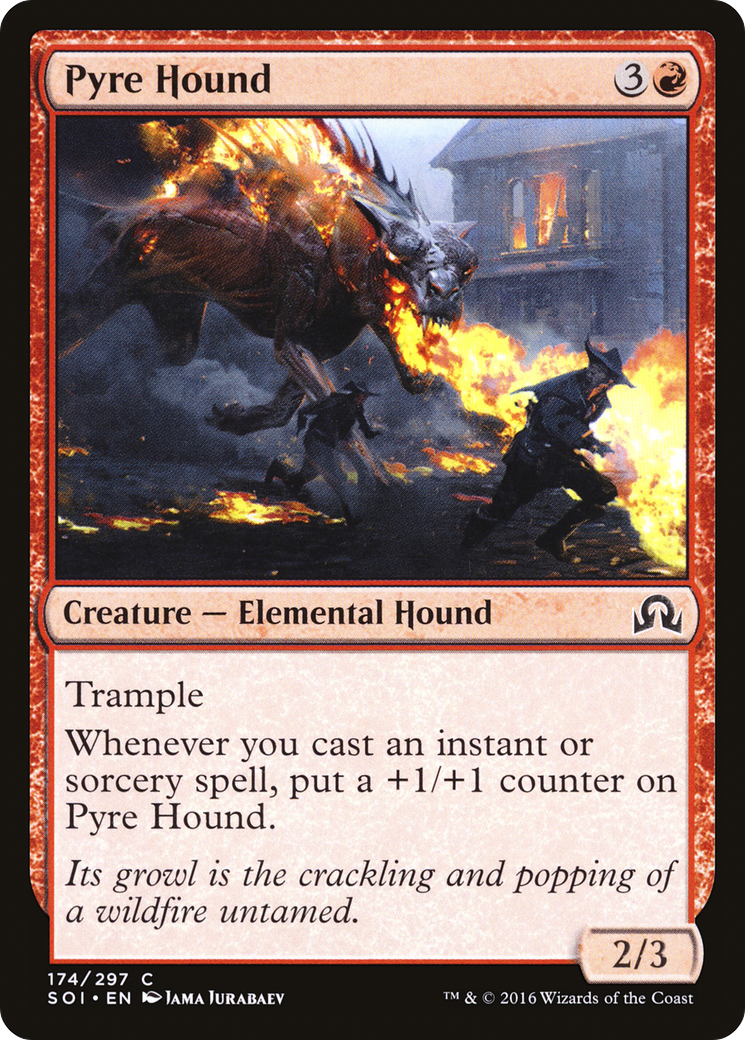 Pyre Hound 3
Creature — Elemental Hound
Trample
Whenever you cast an instant or
sorcery spell, put a +1/+1 counter on
Pyre Hound.
Its growl is the crackling and popping of
a wildfire untamed.
2/3
174/297 C
SOI • EN Jama Jurabaev
™ & © 2016 Wizards of the Coast